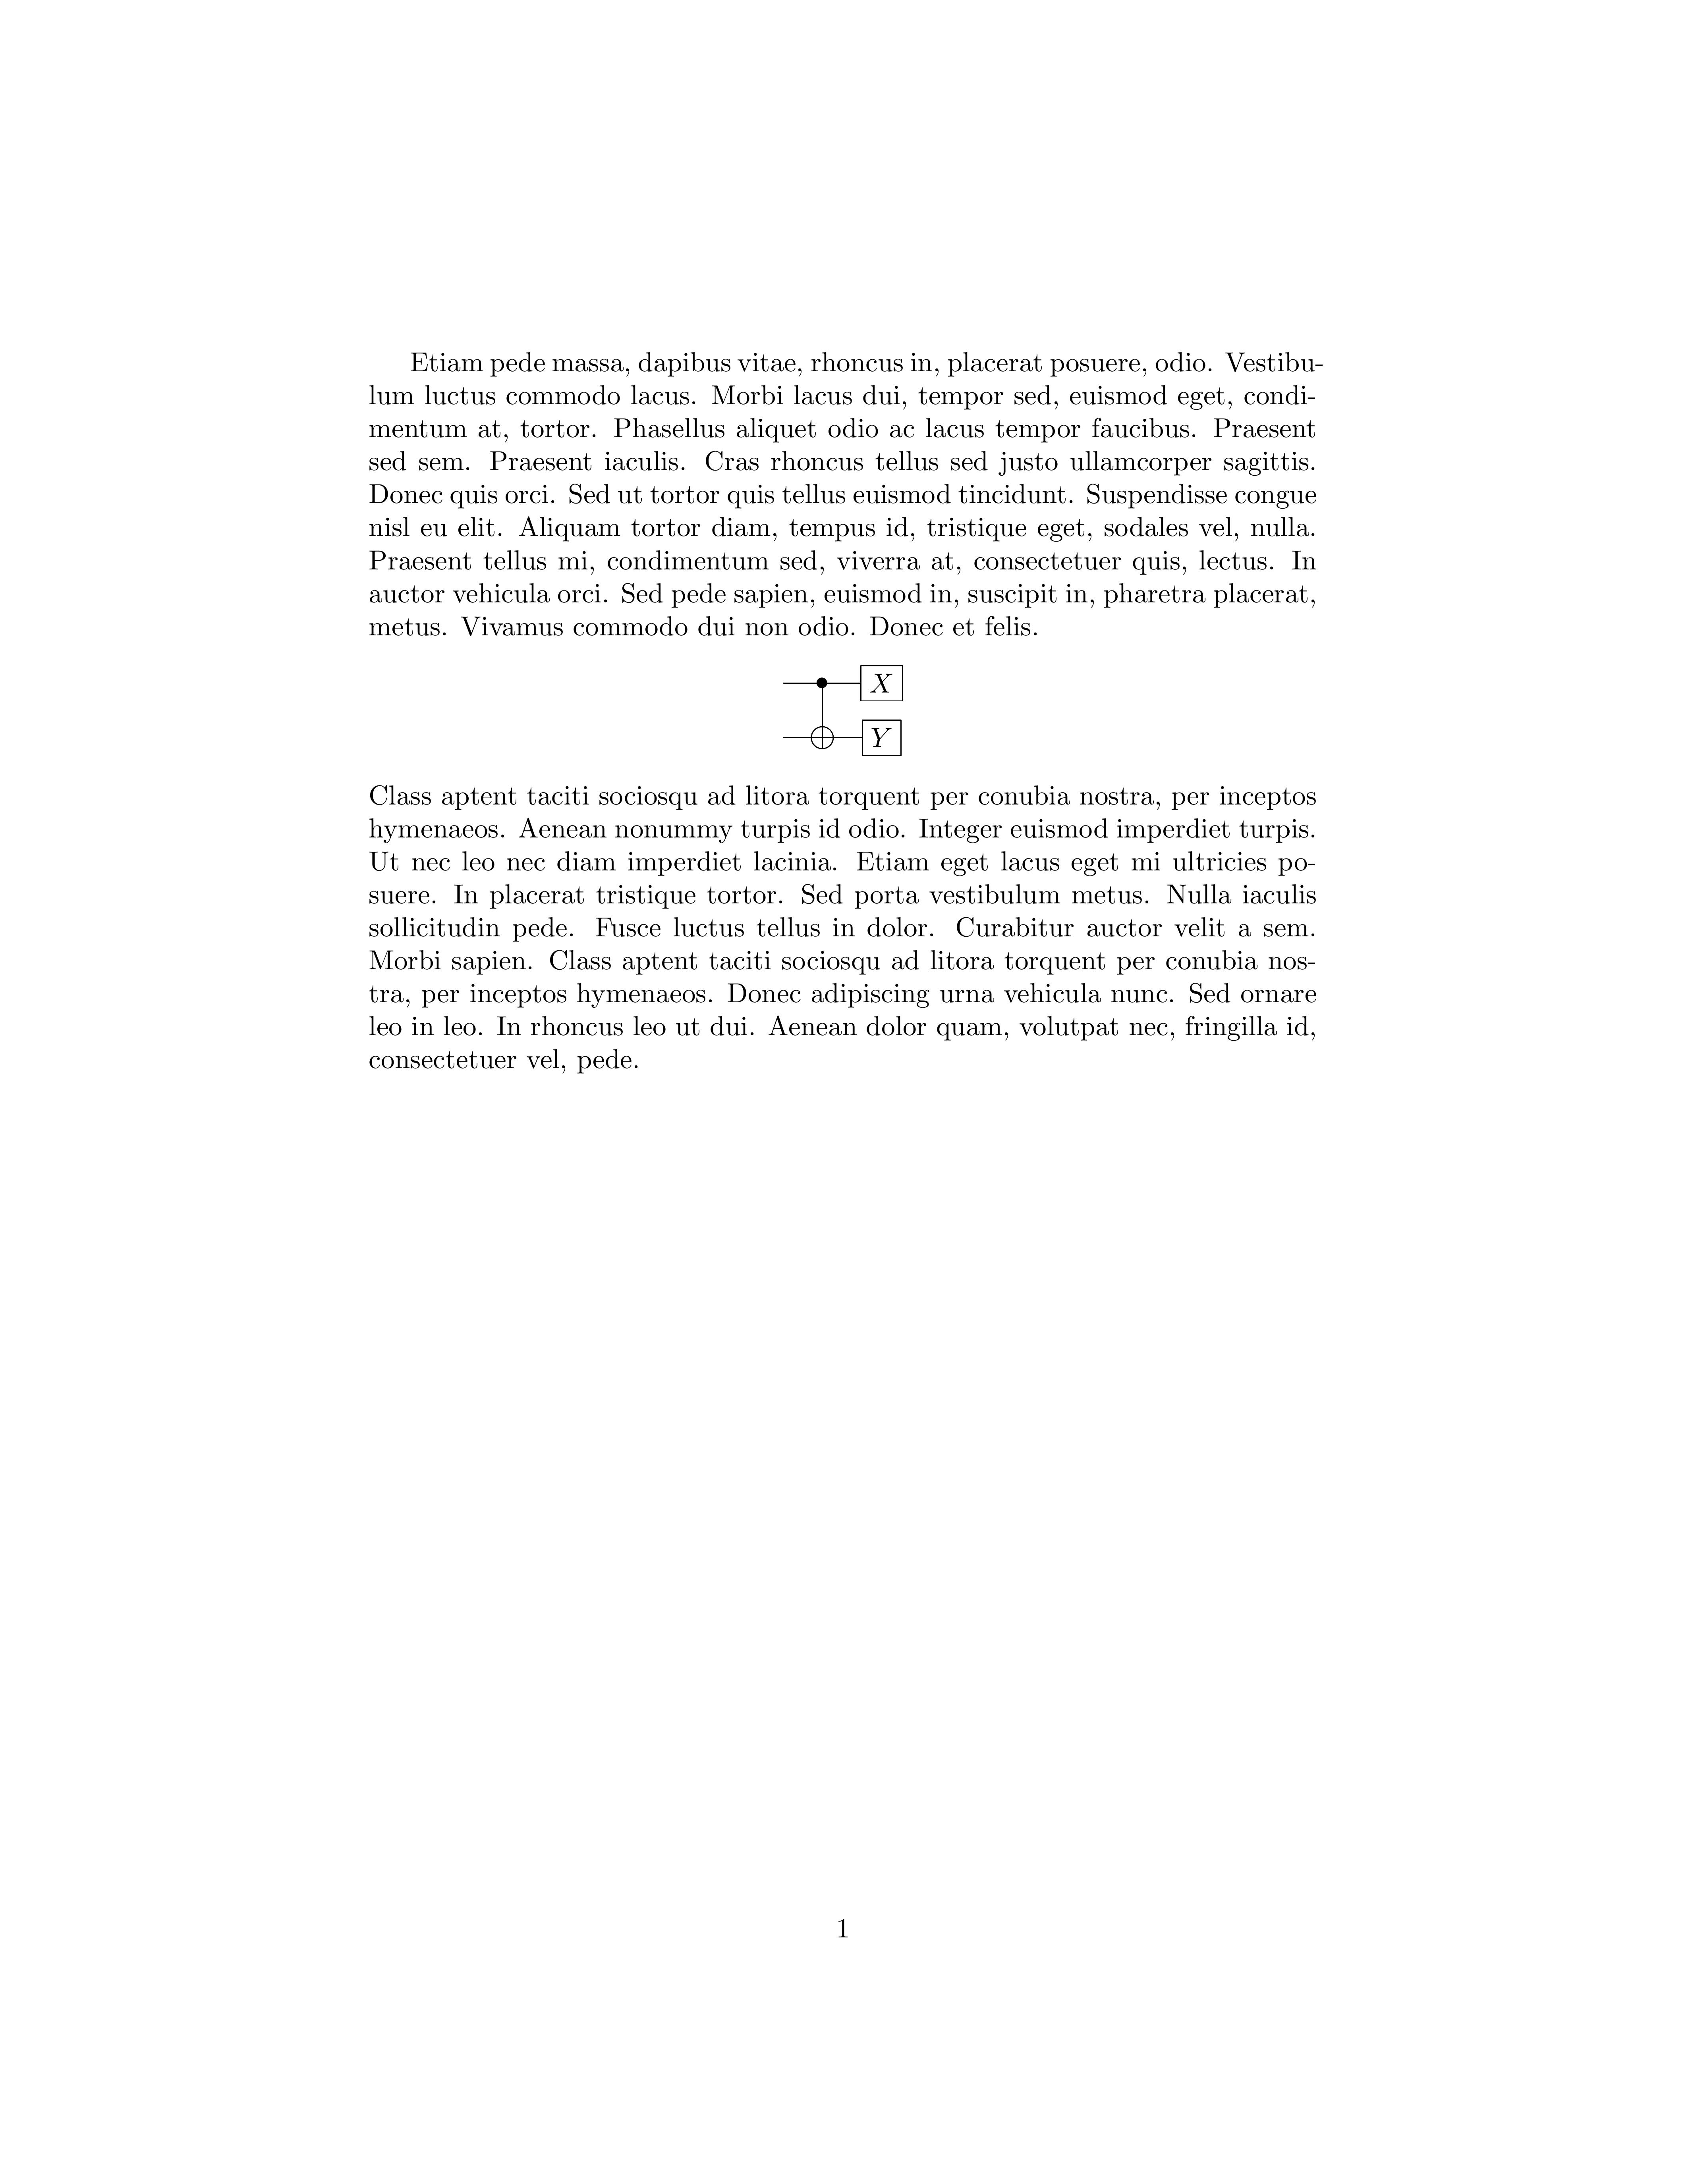 Etiam pede massa, dapibus vitae, rhoncus in, placerat posuere, odio. Vestibu-
lum luctus commodo lacus. Morbi lacus dui, tempor sed, euismod eget, condi-
mentum at, tortor. Phasellus aliquet odio ac lacus tempor faucibus. Praesent
sed sem. Praesent iaculis. Cras rhoncus tellus sed justo ullamcorper sagittis.
Donec quis orci. Sed ut tortor quis tellus euismod tincidunt. Suspendisse congue
nisl eu elit. Aliquam tortor diam, tempus id, tristique eget, sodales vel, nulla.
Praesent tellus mi, condimentum sed, viverra at, consectetuer quis, lectus. In
auctor vehicula orci. Sed pede sapien, euismod in, suscipit in, pharetra placerat,
metus. Vivamus commodo dui non odio. Donec et felis.
X
Y
Class aptent taciti sociosqu ad litora torquent per conubia nostra, per inceptos
hymenaeos. Aenean nonummy turpis id odio. Integer euismod imperdiet turpis.
Ut nec leo nec diam imperdiet lacinia. Etiam eget lacus eget mi ultricies po-
suere. In placerat tristique tortor. Sed porta vestibulum metus. Nulla iaculis
sollicitudin pede. Fusce luctus tellus in dolor. Curabitur auctor velit a sem.
Morbi sapien. Class aptent taciti sociosqu ad litora torquent per conubia nos-
tra, per inceptos hymenaeos. Donec adipiscing urna vehicula nunc. Sed ornare
leo in leo. In rhoncus leo ut dui. Aenean dolor quam, volutpat nec, fringilla id,
consectetuer vel, pede.
1